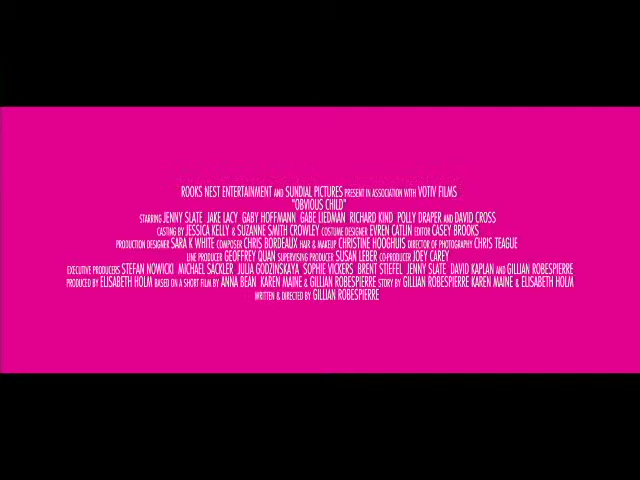 ROOKS NEST ENTERTAINMENT AND SUNDIAL PICTURES PRESENT IN ASSOCIATION WITH VOTIV FILMS
"OBVIOUS CHILD"
STARRING JENNY SLATE JAKE LACY GABY HOFFMANN GABE LIEDMAN RICHARD KIND POLLY DRAPER AND DAVID CROSS
CASTING BY JESSICA KELLY & SUZANNE SMITH CROWLEY COSTUME DESIGNER EVREN CATLIN EDITOR CASEY BROOKS
PRODUCTION DESIGNER SARA K WHITE COMPOSER CHRIS BORDEAUX HAIR & MAKEUP CHRISTINE HOOGHUIS DIRECTOR OF PHOTOGRAPHY CHRIS TEAGUE
LINE PRODUCER GEOFFREY QUAN SUPERVISING PRODUCER SUSAN LEBER CO-PRODUCER JOEY CAREY
EXECUTIVE PRODUCERS STEFAN NOWICKI MICHAEL SACKLER JULIA GODZINSKAYA SOPHIE VICKERS BRENT STIEFEL JENNY SLATE DAVID KAPLAN AND GILLIAN ROBESPIERRE
PRODUCED BY ELISABETH HOLM BASED ON A SHORT FILM BY ANNA BEAN KAREN MAINE & GILLIAN ROBESPIERRE STORY BY GILLIAN ROBESPIERRE KAREN MAINE & ELISABETH HOLM
WRITTEN & DIRECTED BY GILLIAN ROBESPIERRE